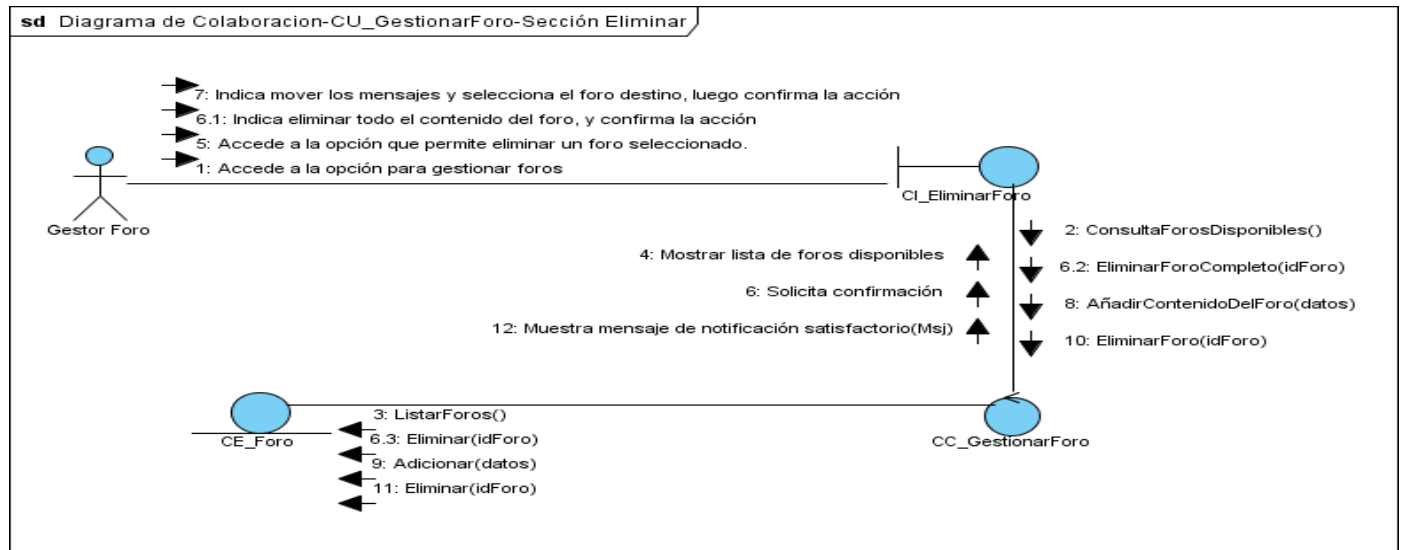 sd Diagrama de Colaboracion-CU_GestionarForo-Sección Eliminar
7: Indica mover los mensajes y selecciona el foro destino, luego confirma la acción
6.1: Indica eliminar todo el contenido del foro, y confirma la acción
5: Accede a la opción que permite eliminar un foro seleccionado.
1: Accede a la opción para gestionar foros
Gestor Foro
CI_EliminarForo
2: ConsultaForosDisponibles()
4: Mostrar lista de foros disponibles
6.2: EliminarForoCompleto(idForo)
6: Solicita confirmación
8: AñadirContenidoDelForo(datos)
12: Muestra mensaje de notificación satisfactorio(Msj)
10: EliminarForo(idForo)
3: ListarForos()
CE_Foro
6.3: Eliminar(idForo)
CC_GestionarForo
9: Adicionar(datos)
11: Eliminar(idForo)